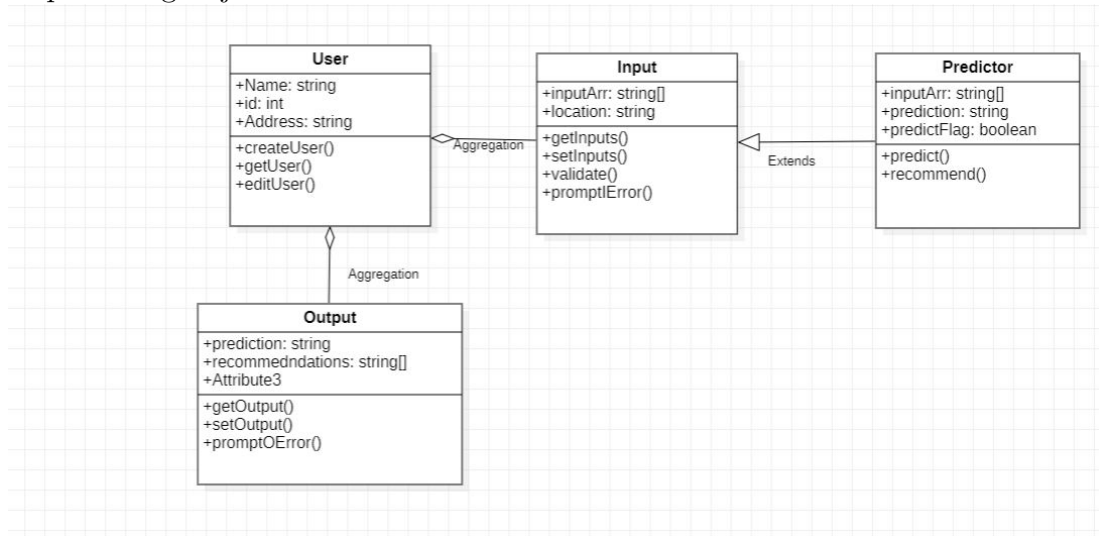 User
+Name: string
+id: int
+Address: string
+createUser()
+getUser()
+editUser()
Aggregation
Input
+inputArr: string[]
+location: string
+getInputs()
+setInputs()
+validate()
+promptIError()
Extends
Predictor
+inputArr: string[]
+prediction: string
+predictFlag: boolean
+predict()
+recommend()
Aggregation
Output
+prediction: string
+recommedndations: string[]
+Attribute3
+getOutput()
+setOutput()
+promptOError()